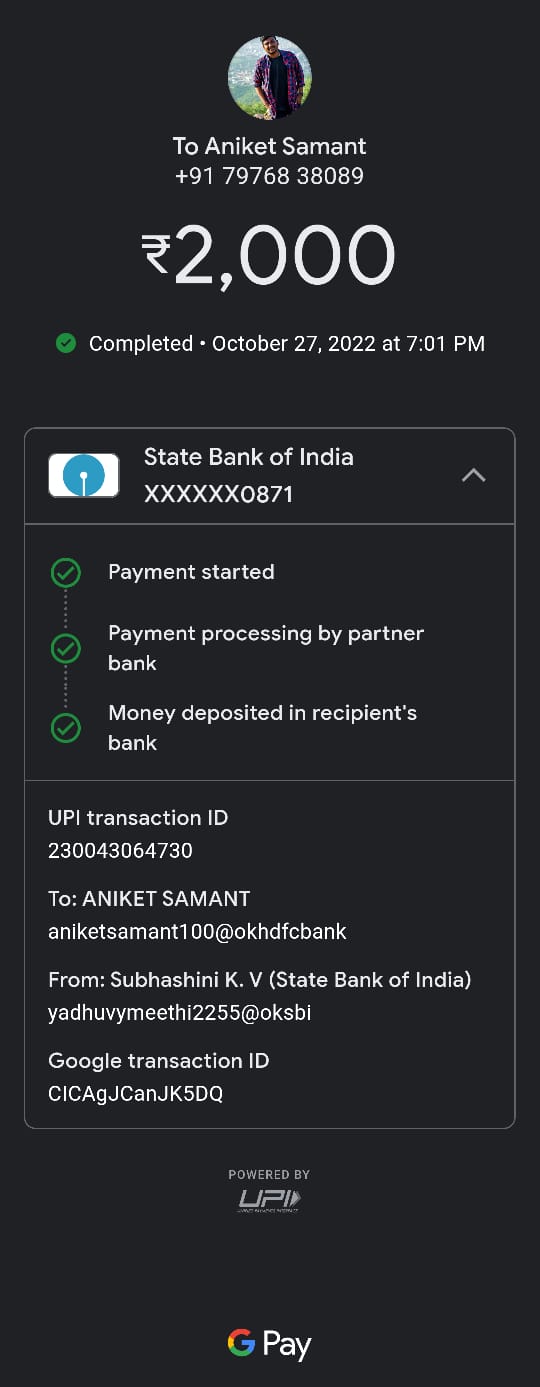 To Aniket Samant
+91 79768 38089
₹2,000
Completed • October 27, 2022 at 7:01 PM
State Bank of India
XXXXXX0871
Payment started
Payment processing by partner
bank
Money deposited in recipient's
bank
UPI transaction ID
230043064730
To: ANIKET SAMANT
aniketsamant100@okhdfcbank
From: Subhashini K. V (State Bank of India)
yadhuvymeethi2255@oksbi
Google transaction ID
CICAgJCanJK5DQ
POWERED BY
UPI
UNIFIED PAYMENTS INTERFACE
G Pay